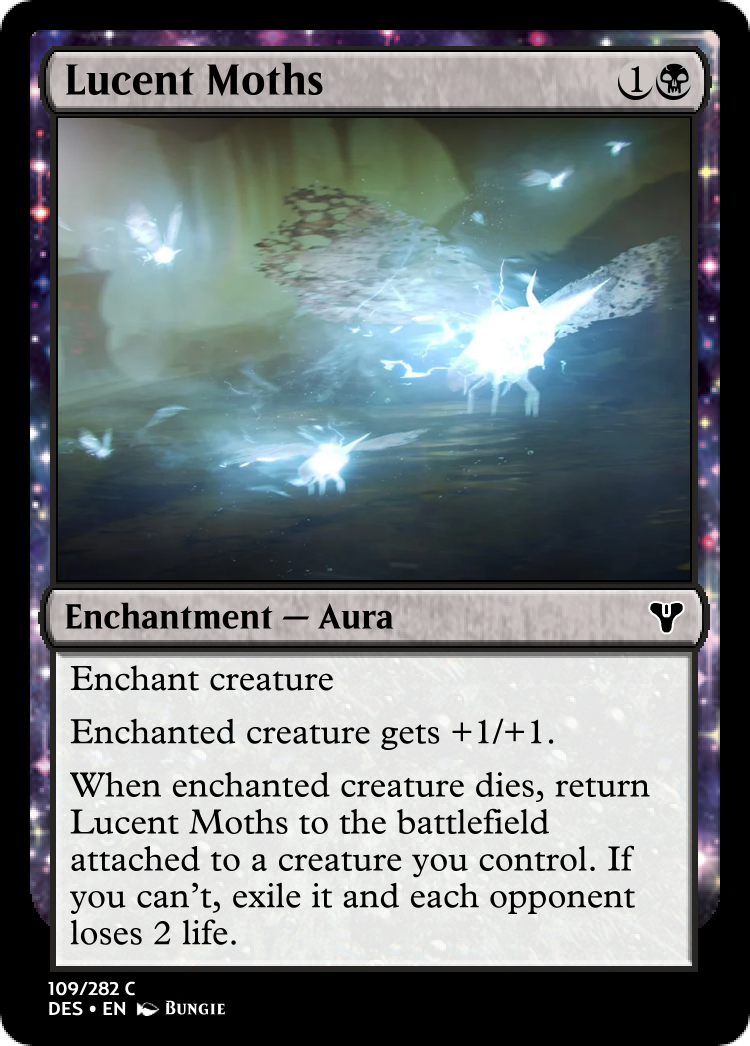 Lucent Moths 1
Enchantment — Aura
Enchant creature
Enchanted creature gets +1/+1.
When enchanted creature dies, return
Lucent Moths to the battlefield
attached to a creature you control. If
you can't, exile it and each opponent
loses 2 life.
109/282 C
DES • EN Bungie